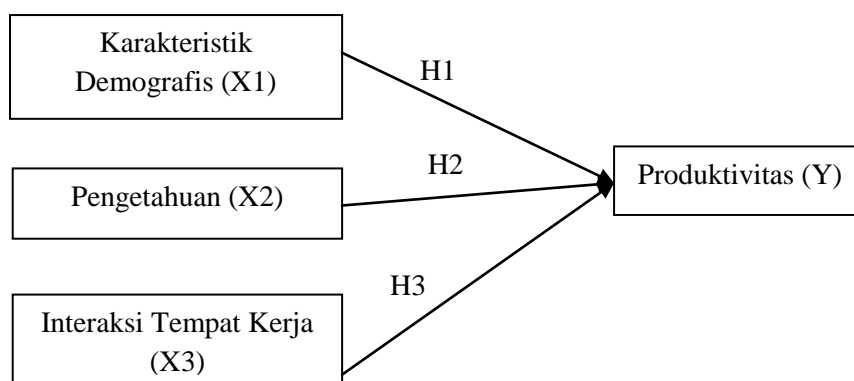 Karakteristik
Demografis (X1)
H1
Produktivitas (Y)
H2
Pengetahuan (X2)
H3
Interaksi Tempat Kerja
(X3)